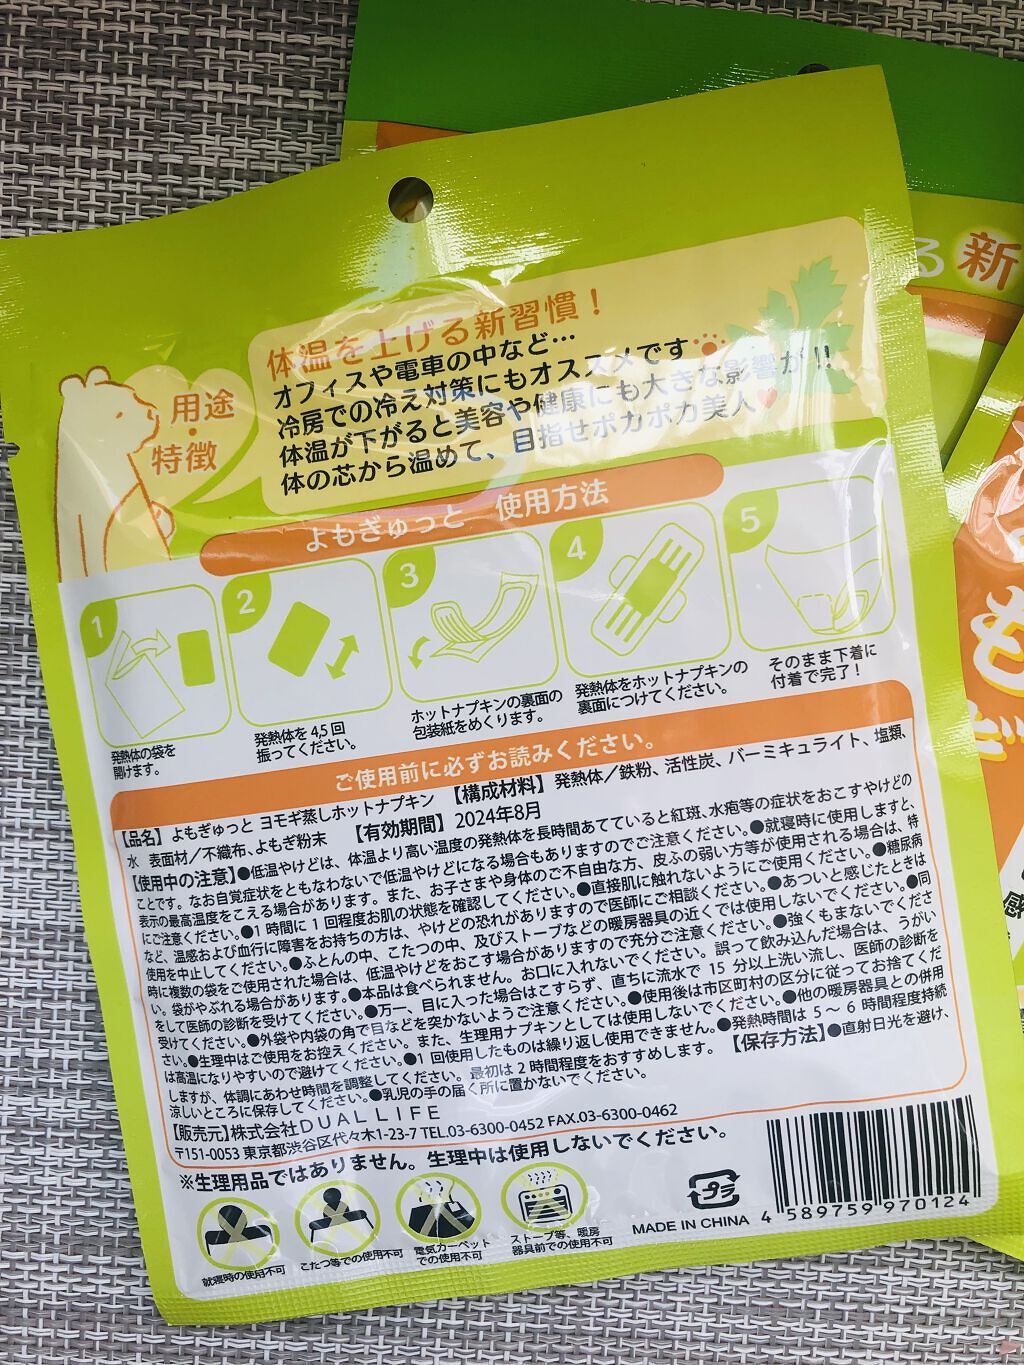 用途・特徴
体温を上げる新習慣！
オフィスや電車の中など…
冷房での冷え対策にもオススメです
体温が下がると美容や健康にも大きな影響が!!
体の芯から温めて、目指せポカポカ美人
よもぎゅっと 使用方法
1
発熱体の袋を
開けます。
2
発熱体を 4,5 回
振ってください。
3
ホットナプキンの裏面の
包装紙をめくります。
4
発熱体をホットナプキンの
裏面につけてください。
5
そのまま下着に
付着で完了！
ご使用前に必ずお読みください。
【品名】よもぎゅっと ヨモギ蒸しホットナプキン 【構成材料】発熱体／鉄粉、活性炭、バーミキュライト、塩類、
水 表面材／不織布、よもぎ粉末 【有効期間】2024年8月
【使用中の注意】●低温やけどは、体温より高い温度の発熱体を長時間あてていると紅斑、水疱等の症状をおこすやけどの
ことです。なお自覚症状をともなわないで低温やけどになる場合もありますのでご注意ください。●就寝時に使用しますと、
表示の最高温度をこえる場合があります。また、お子さまや身体のご不自由な方、皮ふの弱い方等が使用される場合は、特
にご注意ください。●1 時間に 1 回程度お肌の状態を確認してください。●直接肌に触れないようにご使用ください。●糖尿病
など、温感および血行に障害をお持ちの方は、やけどの恐れがありますので医師にご相談ください。●あついと感じたときは
使用を中止してください。●ふとんの中、こたつの中、及びストーブなどの暖房器具の近くでは使用しないでください。●同
時に複数の袋をご使用された場合は、低温やけどをおこす場合がありますので充分ご注意ください。●強くもまないでくださ
い。袋がやぶれる場合があります。●本品は食べられません。お口に入れないでください。誤って飲み込んだ場合は、うがい
をして医師の診断を受けてください。●万一、目に入った場合はこすらず、直ちに流水で 15 分以上洗い流し、医師の診断を
受けてください。●外袋や内袋の角で目などを突かないようご注意ください。●使用後は市区町村の区分に従ってお捨てくだ
さい。●生理中はご使用をお控えください。また、生理用ナプキンとしては使用しないでください。●他の暖房器具との併用
は高温になりやすいので避けてください。●1 回使用したものは繰り返し使用できません。●発熱時間は 5～6 時間程度持続
しますが、体調にあわせ時間を調整してください。最初は 2 時間程度をおすすめします。【保存方法】●直射日光を避け、
涼しいところに保存してください。●乳児の手の届く所に置かないでください。
【販売元】株式会社DUAL LIFE
〒151-0053 東京都渋谷区代々木1-23-7 TEL.03-6300-0452 FAX.03-6300-0462
※生理用品ではありません。生理中は使用しないでください。
就寝時の使用不可
こたつ等での使用不可
電気カーペット
での使用不可
ストーブ等、暖房
器具前での使用不可
プラ
MADE IN CHINA
4 589759 970124
る新
も
感